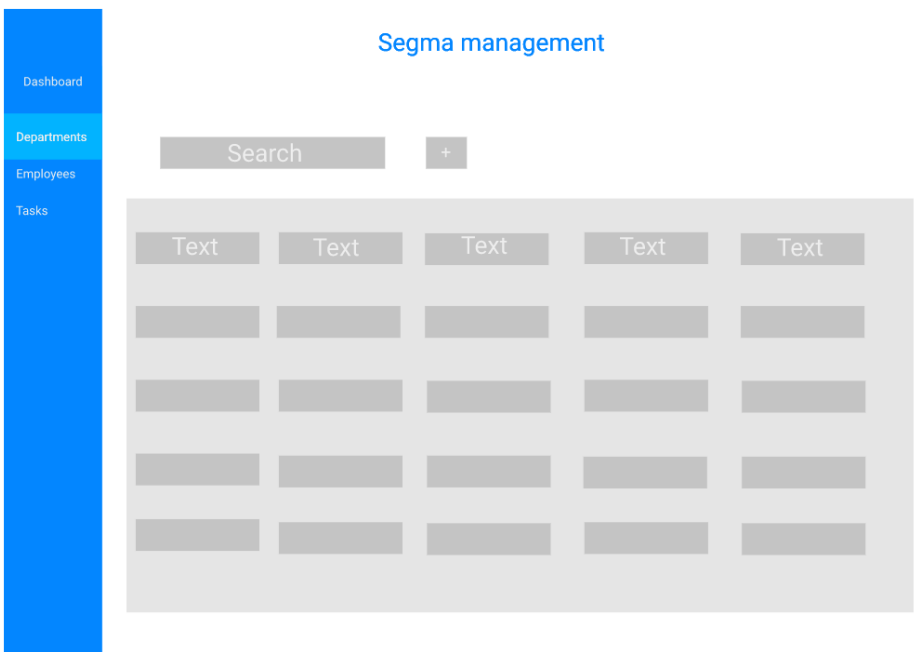 Segma management
Dashboard
Departments
Employees
Tasks
Search
+
Text Text Text Text Text